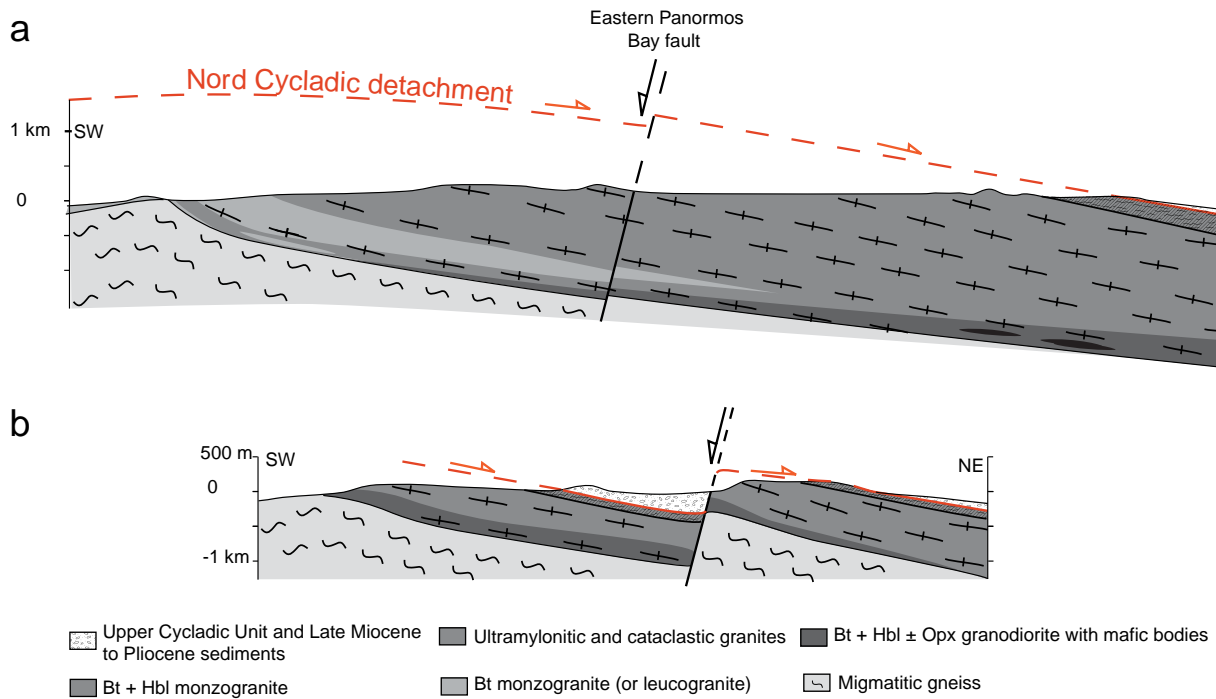 a
Eastern Panormos
Bay fault
Nord Cycladic detachment
1 km
SW
0
b
500 m
SW
NE
0
-1 km
Upper Cycladic Unit and Late Miocene
to Pliocene sediments
Ultramylonitic and cataclastic granites
Bt + Hbl ± Opx granodiorite with mafic bodies
Bt + Hbl monzogranite
Bt monzogranite (or leucogranite)
Migmatitic gneiss